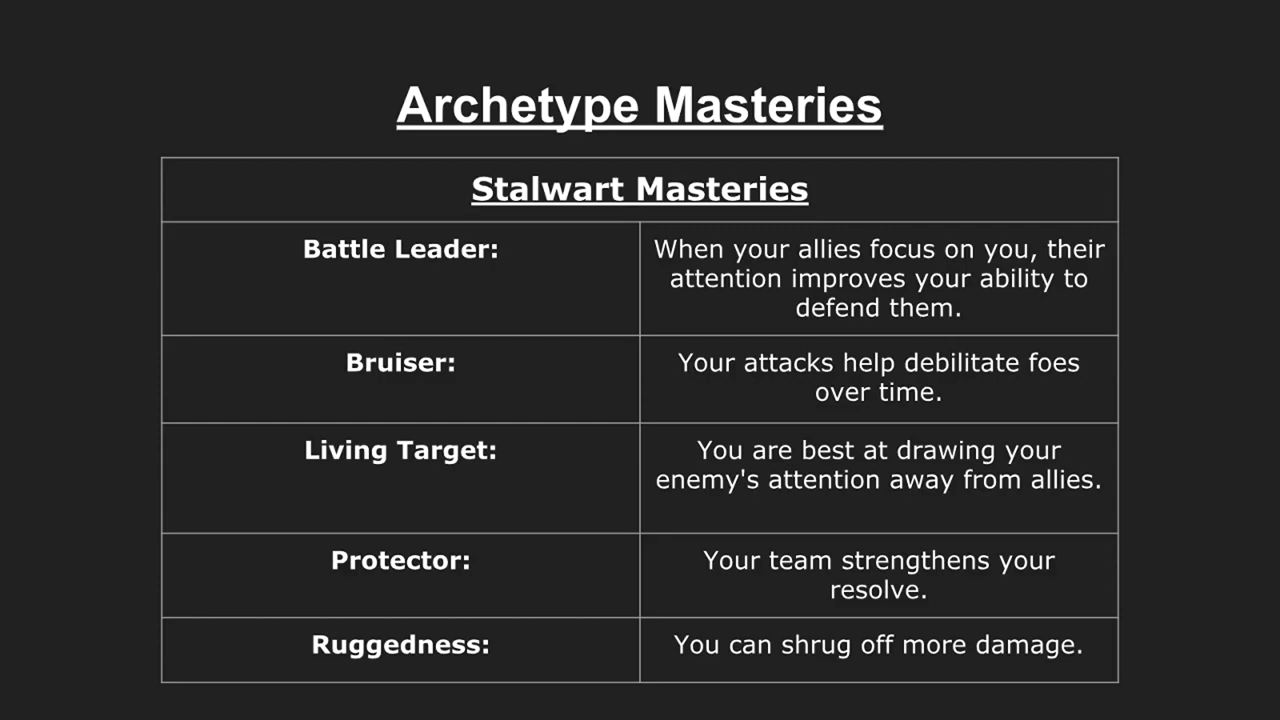 Archetype Masteries
Stalwart Masteries
Battle Leader:
When your allies focus on you, their
attention improves your ability to
defend them.
Bruiser:
Your attacks help debilitate foes
over time.
Living Target:
You are best at drawing your
enemy's attention away from allies.
Protector:
Your team strengthens your
resolve.
Ruggedness:
You can shrug off more damage.